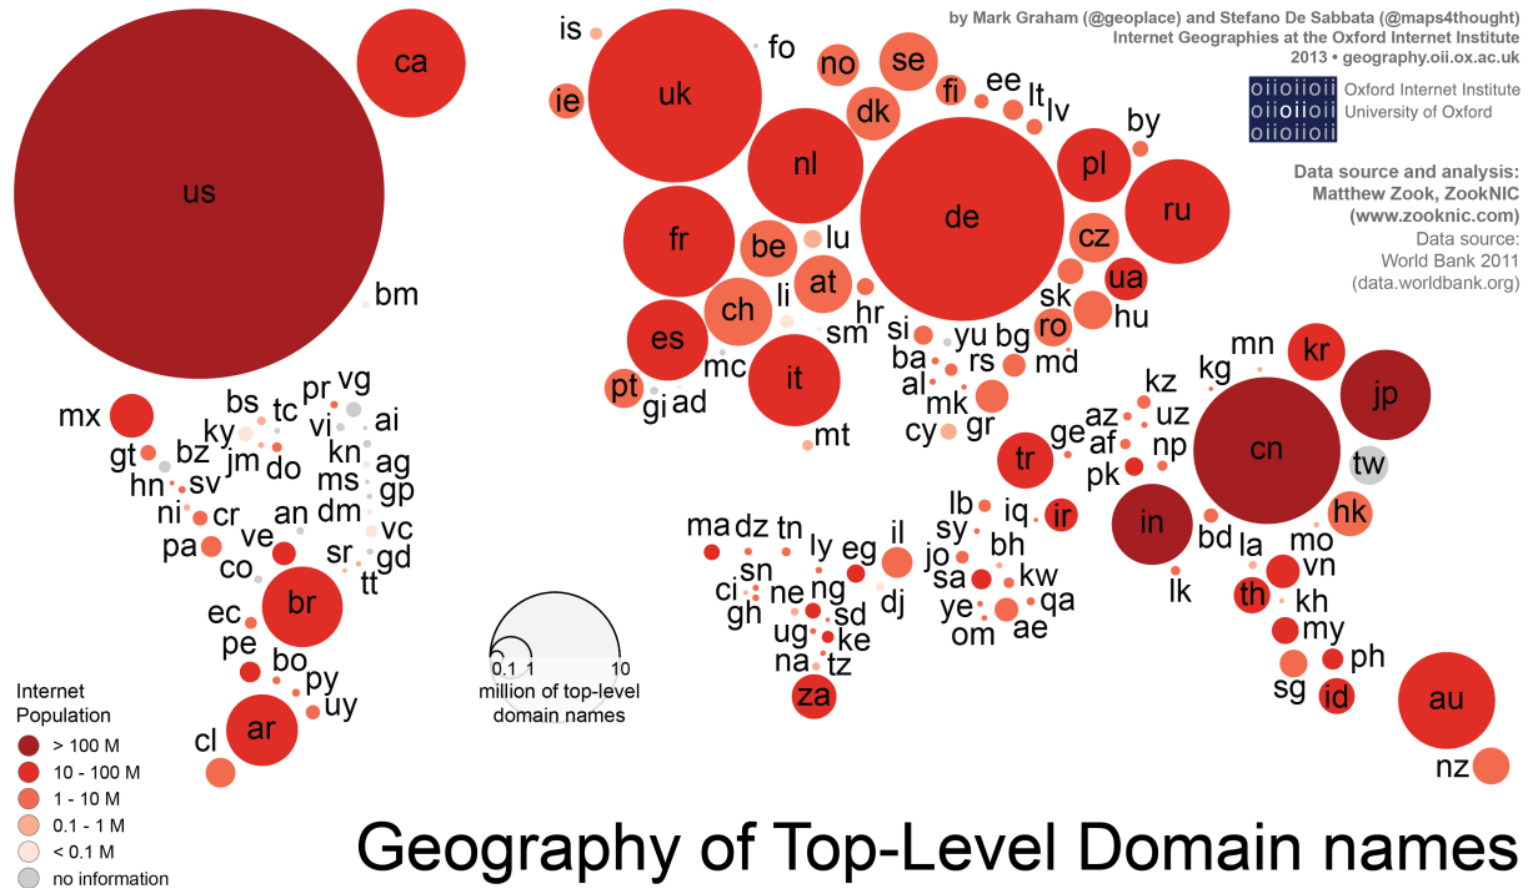 by Mark Graham (@geoplace) and Stefano De Sabbata (@maps4thought)
Internet Geographies at the Oxford Internet Institute
2013 • geography.oii.ox.ac.uk
oiioiioii
oiioiioii
oiioiioii
Oxford Internet Institute
University of Oxford
Data source and analysis:
Matthew Zook, ZookNIC
(www.zooknic.com)
Data source:
World Bank 2011
(data.worldbank.org)
us
ca
bm
is
fo
ie
uk
no
se
fi
ee
lt
lv
dk
nl
de
pl
by
ru
fr
be
lu
cz
ua
ch
li
at
hr
sk
hu
es
mc
sm
it
si
yu
bg
ro
md
ba
rs
al
mk
gr
cy
pt
gi
ad
mt
mx
bs
tc
pr
vg
vi
ai
ky
gt
bz
jm
do
kn
ag
hn
sv
ms
gp
ni
cr
an
dm
vc
pa
ve
sr
gd
co
tt
br
ec
pe
bo
py
uy
ar
cl
ma
dz
tn
ly
eg
il
ci
sn
gh
ne
ng
dj
sd
ug
ke
na
tz
za
tr
ge
lb
iq
ir
sy
jo
bh
sa
kw
ye
qa
om
ae
kz
az
uz
af
np
pk
kg
mn
kr
cn
jp
tw
in
hk
bd
mo
la
lk
vn
th
kh
my
ph
sg
id
au
nz
0.1
1
10
million of top-level
domain names
Internet
Population
> 100 M
10 - 100 M
1 - 10 M
0.1 - 1 M
< 0.1 M
no information
Geography of Top-Level Domain names